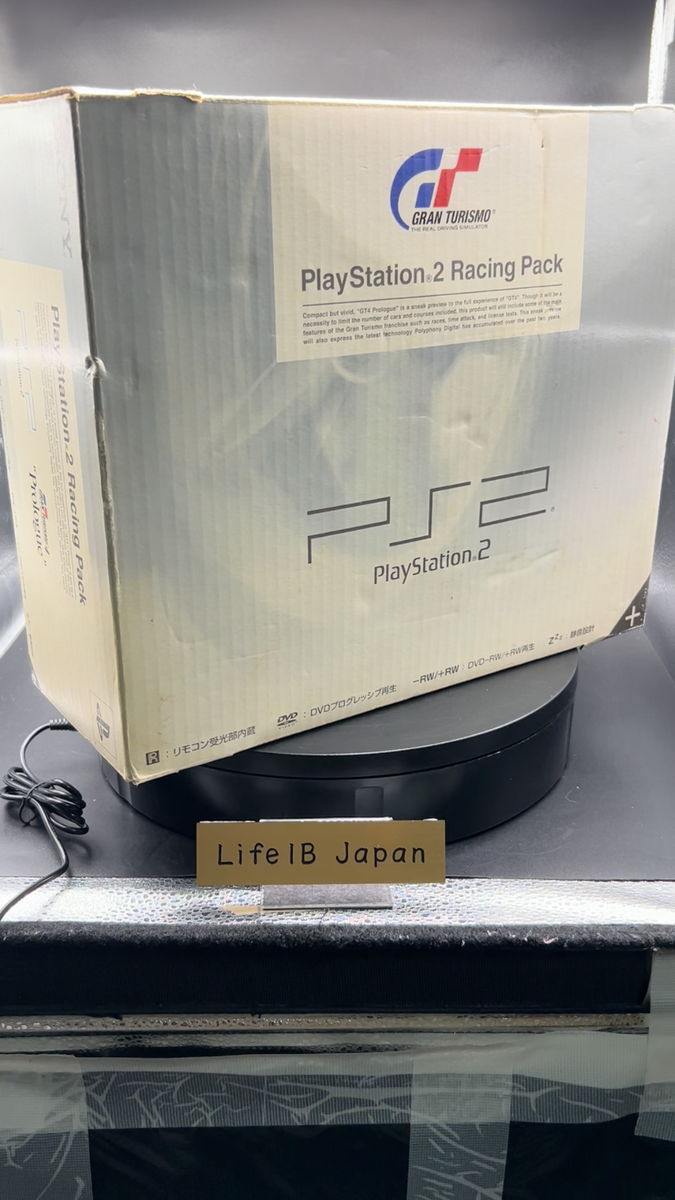 GRAN TURISMO®
THE REAL DRIVING SIMULATOR
PlayStation®2 Racing Pack
Compact but vivid, "GT4 Prologue" is a sneak preview to the full experience of "GT4". Though it will be a
necessity to limit the number of cars and courses included, this product will still include some of the main
features of the Gran Turismo franchise such as races, time attack, and license tests. This sneak preview
will also express the latest technology Polyphony Digital has accumulated over the past two years.
PS2®
PlayStation®2
IR : リモコン受光部内蔵
DVD VIDEO : DVDプログレッシブ再生
-RW/+RW : DVD-RW/+RW再生
Zzz : 静音設計
SONY
PlayStation®2 Racing Pack
"Prologue"
LifeIB Japan